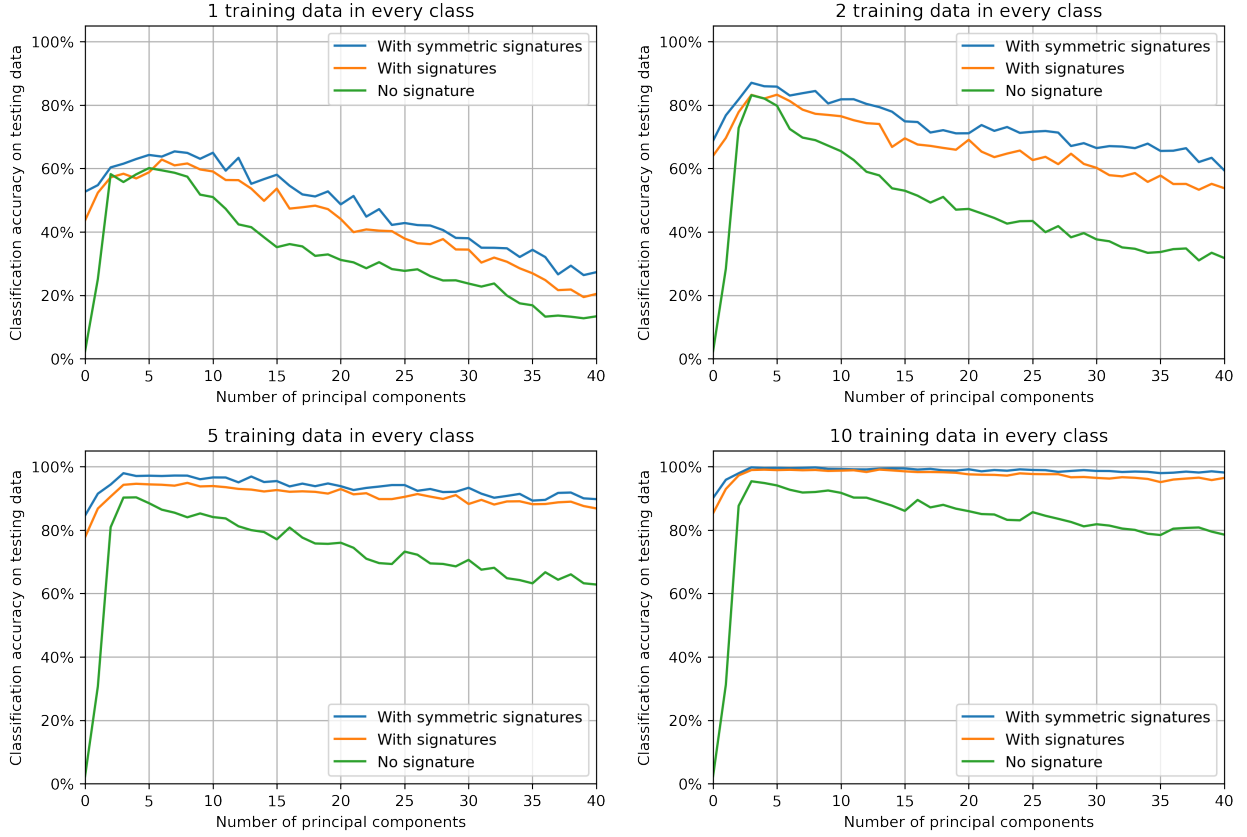 1 training data in every class
Classification accuracy on testing data
100%
80%
60%
40%
20%
0%
With symmetric signatures
With signatures
No signature
0 5 10 15 20 25 30 35 40
Number of principal components
2 training data in every class
Classification accuracy on testing data
100%
80%
60%
40%
20%
0%
With symmetric signatures
With signatures
No signature
0 5 10 15 20 25 30 35 40
Number of principal components
5 training data in every class
Classification accuracy on testing data
100%
80%
60%
40%
20%
0%
With symmetric signatures
With signatures
No signature
0 5 10 15 20 25 30 35 40
Number of principal components
10 training data in every class
Classification accuracy on testing data
100%
80%
60%
40%
20%
0%
With symmetric signatures
With signatures
No signature
0 5 10 15 20 25 30 35 40
Number of principal components